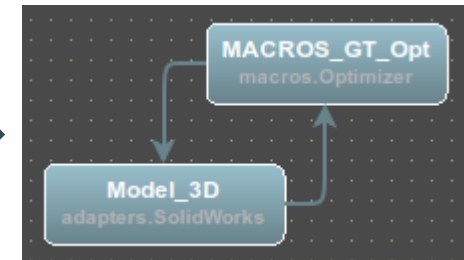 MACROS_GT_Opt
macros.Optimizer
Model_3D
adapters.SolidWorks